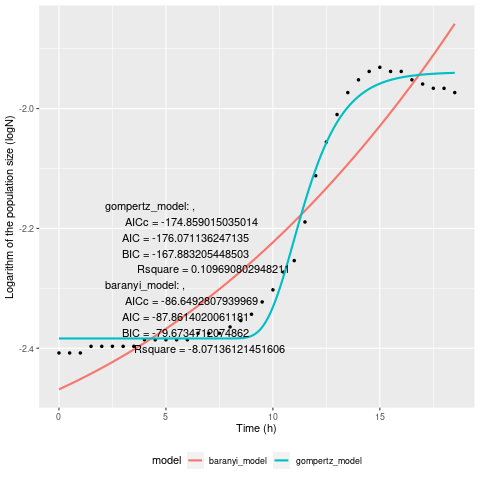 Logarithm of the population size (logN)
-2.0
-2.2
-2.4
gompertz_model: ,
AICc = -174.859015035014
AIC = -176.071136247135
BIC = -167.883205448503
Rsquare = 0.109690802948211
baranyi_model: ,
AICc = -86.6492807939969
AIC = -87.8614020061181
BIC = -79.6734712074862
Rsquare = -8.07136121451606
0 5 10 15
Time (h)
model baranyi_model gompertz_model